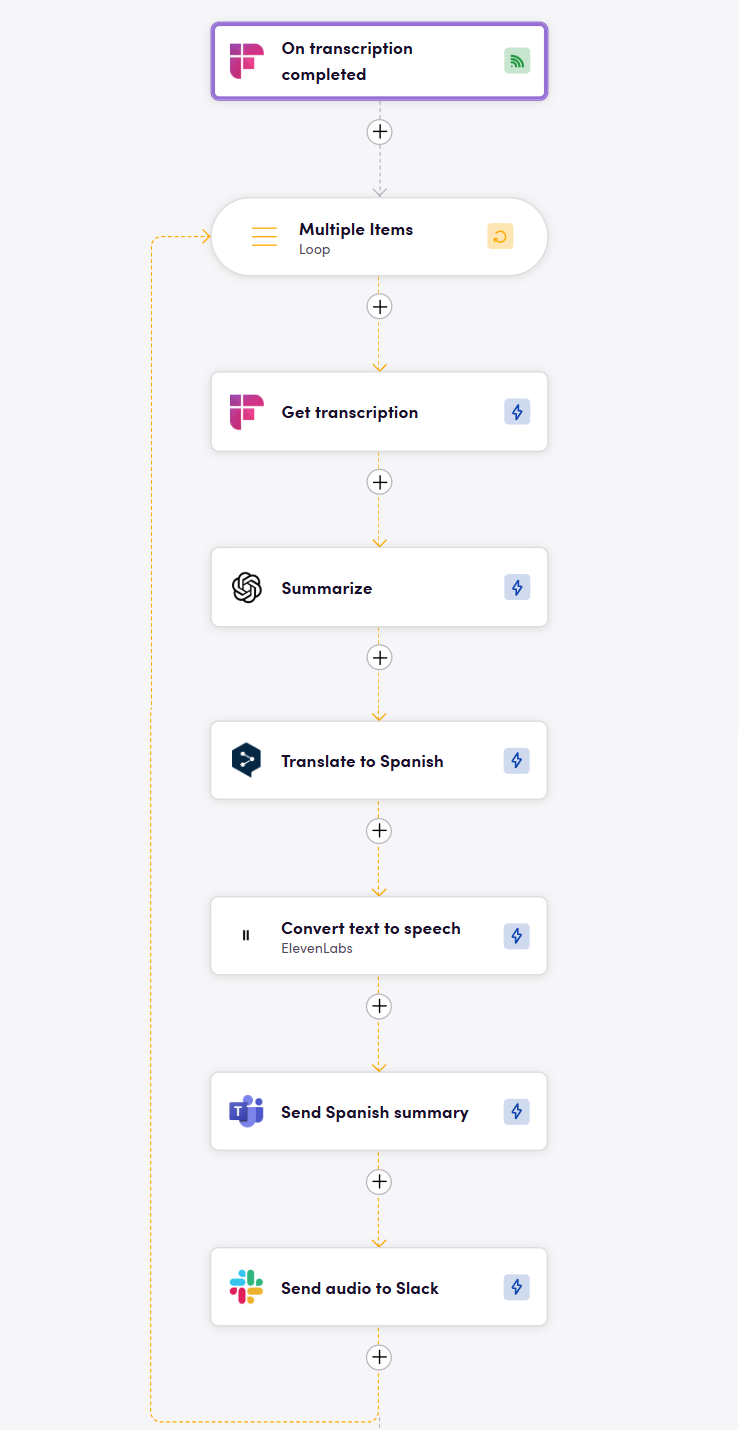 On transcription
completed
Multiple Items
Loop
Get transcription
Summarize
Translate to Spanish
Convert text to speech
ElevenLabs
T
Send Spanish summary
Send audio to Slack